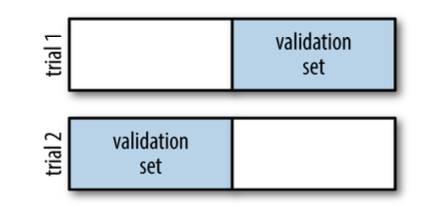 trial 1
validation
set
trial 2
validation
set